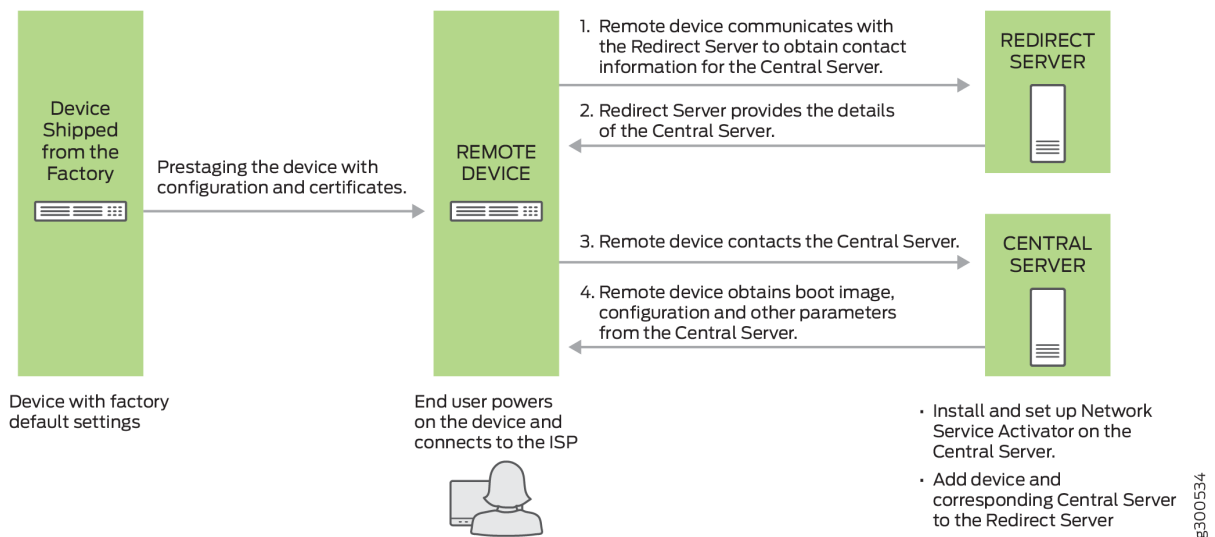 Device
Shipped
from the
Factory
Prestaging the device with
configuration and certificates.
REMOTE
DEVICE
1. Remote device communicates with
the Redirect Server to obtain contact
information for the Central Server.
2. Redirect Server provides the details
of the Central Server.
REDIRECT
SERVER
3. Remote device contacts the Central Server.
4. Remote device obtains boot image,
configuration and other parameters
from the Central Server.
CENTRAL
SERVER
Device with factory
default settings
End user powers
on the device and
connects to the ISP
• Install and set up Network
Service Activator on the
Central Server.
• Add device and
corresponding Central Server
to the Redirect Server
g300534